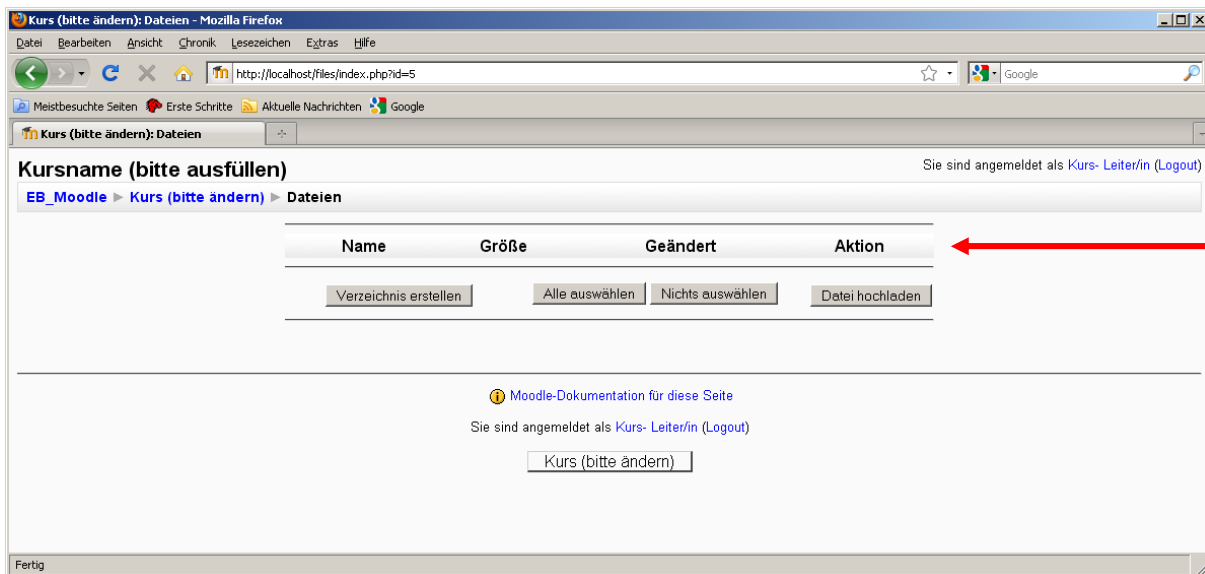 Kurs (bitte ändern): Dateien - Mozilla Firefox
Datei Bearbeiten Ansicht Chronik Lesezeichen Extras Hilfe
http://localhost/files/index.php?id=5 Google
Meistbesuchte Seiten Erste Schritte Aktuelle Nachrichten Google
Kurs (bitte ändern): Dateien
Kursname (bitte ausfüllen) Sie sind angemeldet als Kurs- Leiter/in (Logout)
EB_Moodle ► Kurs (bitte ändern) ► Dateien
Name Größe Geändert Aktion
Verzeichnis erstellen Alle auswählen Nichts auswählen Datei hochladen
Moodle-Dokumentation für diese Seite
Sie sind angemeldet als Kurs- Leiter/in (Logout)
Kurs (bitte ändern)
Fertig